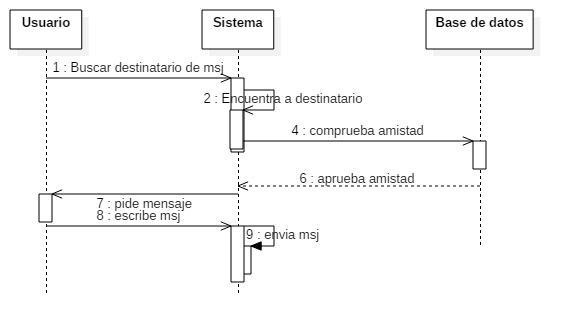 Usuario
Sistema
Base de datos
1 : Buscar destinatario de msj
2 : Encuentra a destinatario
4 : comprueba amistad
6 : aprueba amistad
7 : pide mensaje
8 : escribe msj
9 : envia msj